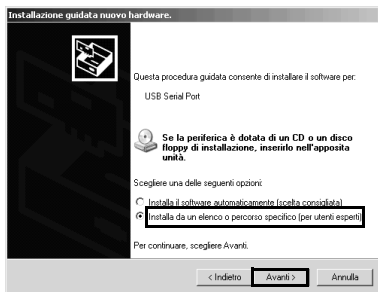 Installazione guidata nuovo hardware.
Questa procedura guidata consente di installare il software per:
USB Serial Port
Se la periferica è dotata di un CD o un disco
floppy di installazione, inserirlo nell'apposita
unità.
Scegliere una delle seguenti opzioni:
Installa il software automaticamente (scelta consigliata)
Installa da un elenco o percorso specifico (per utenti esperti)
Per continuare, scegliere Avanti.
< Indietro Avanti > Annulla